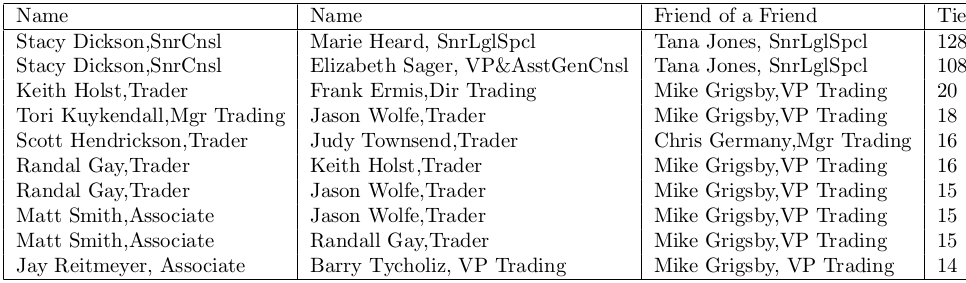 Name Name Friend of a Friend Tie
Stacy Dickson,SnrCnsl Marie Heard, SnrLglSpcl Tana Jones, SnrLglSpcl 128
Stacy Dickson,SnrCnsl Elizabeth Sager, VP&AsstGenCnsl Tana Jones, SnrLglSpcl 108
Keith Holst,Trader Frank Ermis,Dir Trading Mike Grigsby,VP Trading 20
Tori Kuykendall,Mgr Trading Jason Wolfe,Trader Mike Grigsby,VP Trading 18
Scott Hendrickson,Trader Judy Townsend,Trader Chris Germany,Mgr Trading 16
Randal Gay,Trader Keith Holst,Trader Mike Grigsby,VP Trading 16
Randal Gay,Trader Jason Wolfe,Trader Mike Grigsby,VP Trading 15
Matt Smith,Associate Jason Wolfe,Trader Mike Grigsby,VP Trading 15
Matt Smith,Associate Randall Gay,Trader Mike Grigsby,VP Trading 15
Jay Reitmeyer, Associate Barry Tycholiz, VP Trading Mike Grigsby, VP Trading 14